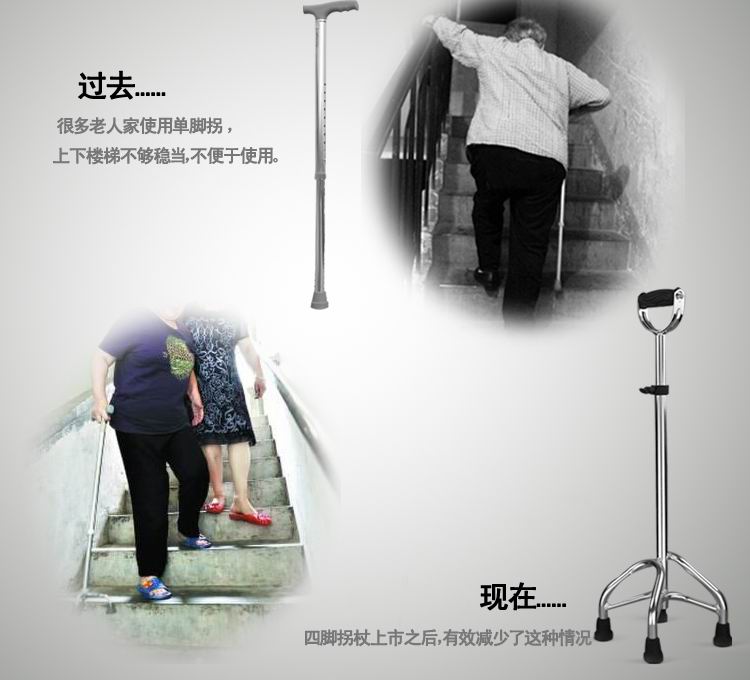 过去......
很多老人家使用单脚拐，
上下楼梯不够稳当,不便于使用。
现在......
四脚拐杖上市之后,有效减少了这种情况